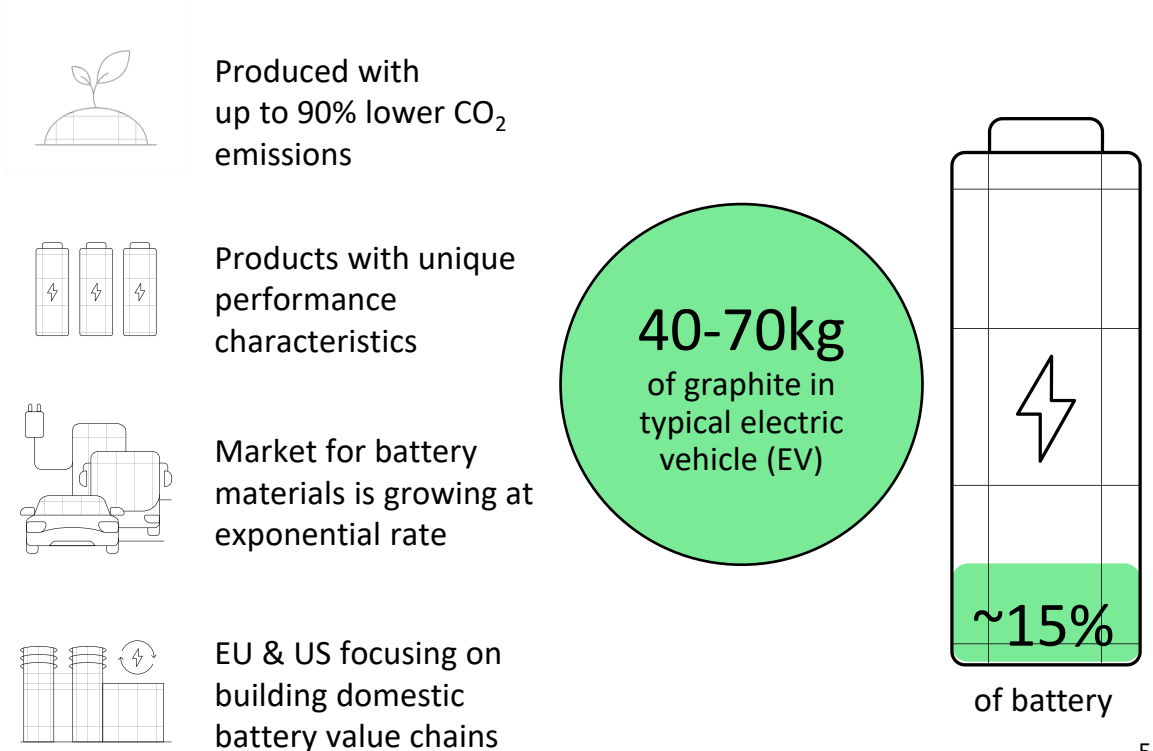 Produced with
up to 90% lower CO₂
emissions
Products with unique
performance
characteristics
Market for battery
materials is growing at
exponential rate
EU & US focusing on
building domestic
battery value chains
40-70kg
of graphite in
typical electric
vehicle (EV)
~15%
of battery